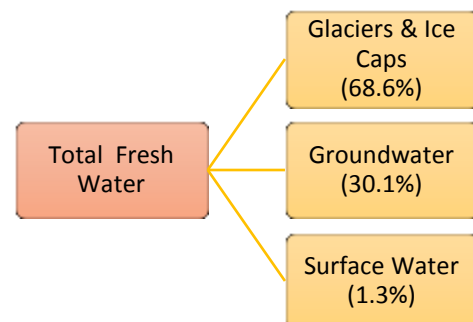 Glaciers & Ice
Caps
(68.6%)
Total Fresh
Water
Groundwater
(30.1%)
Surface Water
(1.3%)